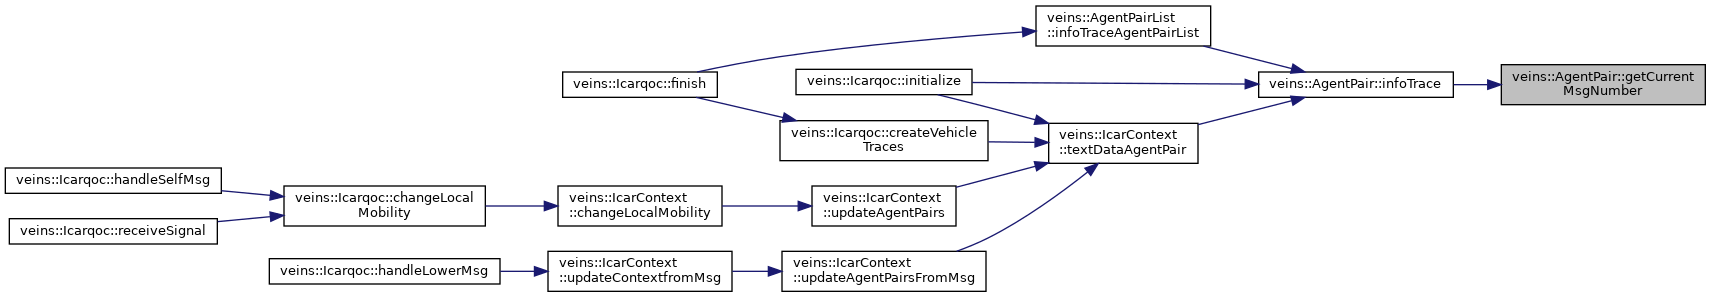 veins::AgentPairList
::infoTraceAgentPairList
veins::Icarqoc::finish
veins::Icarqoc::initialize
veins::AgentPair::infoTrace
veins::AgentPair::getCurrent
MsgNumber
veins::Icarqoc::createVehicle
Traces
veins::IcarContext
::textDataAgentPair
veins::Icarqoc::handleSelfMsg
veins::Icarqoc::changeLocal
Mobility
veins::IcarContext
::changeLocalMobility
veins::IcarContext
::updateAgentPairs
veins::Icarqoc::receiveSignal
veins::Icarqoc::handleLowerMsg
veins::IcarContext
::updateContextfromMsg
veins::IcarContext
::updateAgentPairsFromMsg